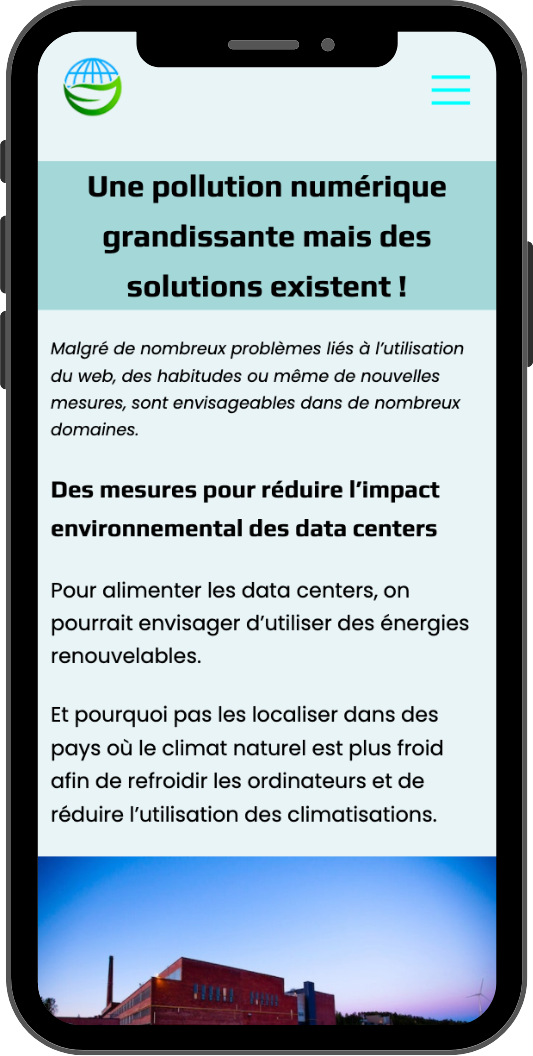 Une pollution numérique
grandissante mais des
solutions existent !
Malgré de nombreux problèmes liés à l’utilisation
du web, des habitudes ou même de nouvelles
mesures, sont envisageables dans de nombreux
domaines.
Des mesures pour réduire l’impact
environnemental des data centers
Pour alimenter les data centers, on
pourrait envisager d’utiliser des énergies
renouvelables.
Et pourquoi pas les localiser dans des
pays où le climat naturel est plus froid
afin de refroidir les ordinateurs et de
réduire l’utilisation des climatisations.